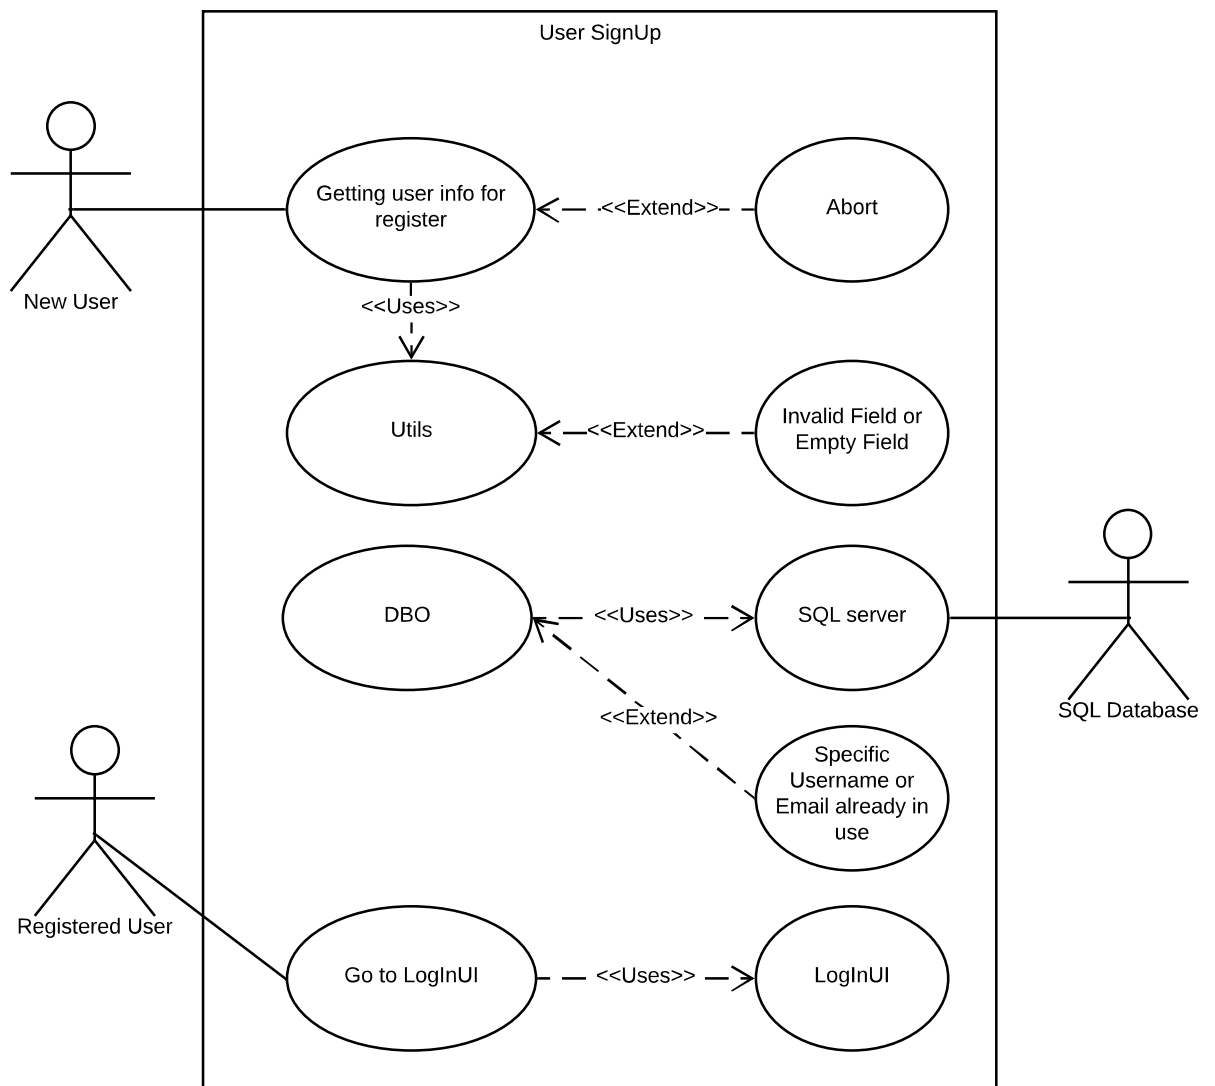 User SignUp
Getting user info for
register
<<Extend>>
Abort
New User
<<Uses>>
Utils
<<Extend>>
Invalid Field or
Empty Field
DBO
<<Uses>>
SQL server
SQL Database
<<Extend>>
Specific
Username or
Email already in
use
Registered User
Go to LogInUI
<<Uses>>
LogInUI